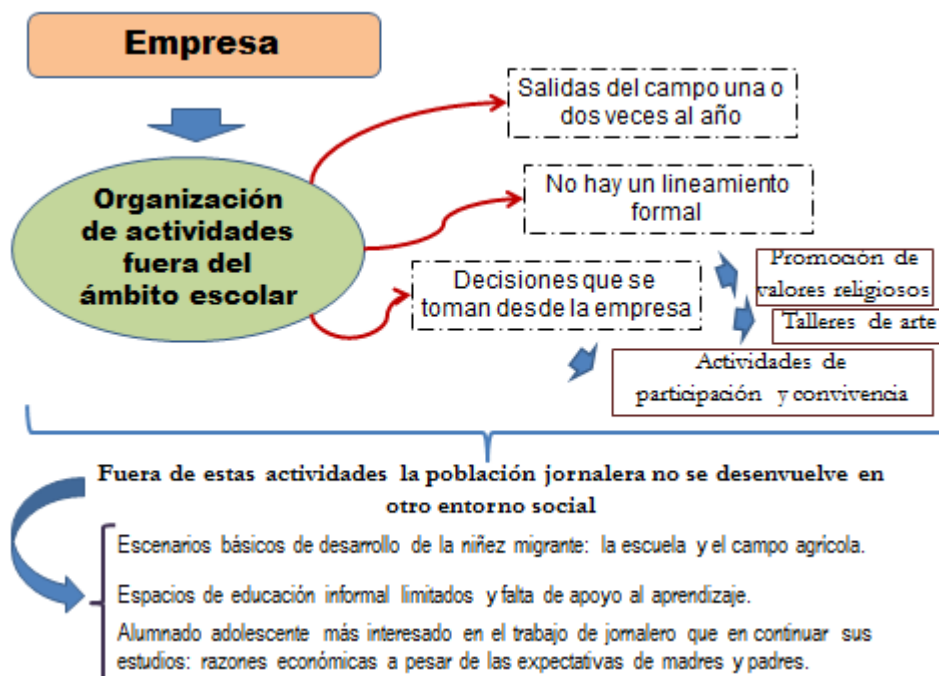 Empresa
Salidas del campo una o
dos veces al año
Organización
de actividades
fuera del
ámbito escolar
No hay un lineamiento
formal
Decisiones que se
toman desde la empresa
Promoción de
valores religiosos
Talleres de arte
Actividades de
participación y convivencia
Fuera de estas actividades la población jornalera no se desenvuelve en
otro entorno social
Escenarios básicos de desarrollo de la niñez migrante: la escuela y el campo agrícola.
Espacios de educación informal limitados y falta de apoyo al aprendizaje.
Alumnado adolescente más interesado en el trabajo de jornalero que en continuar sus
estudios: razones económicas a pesar de las expectativas de madres y padres.